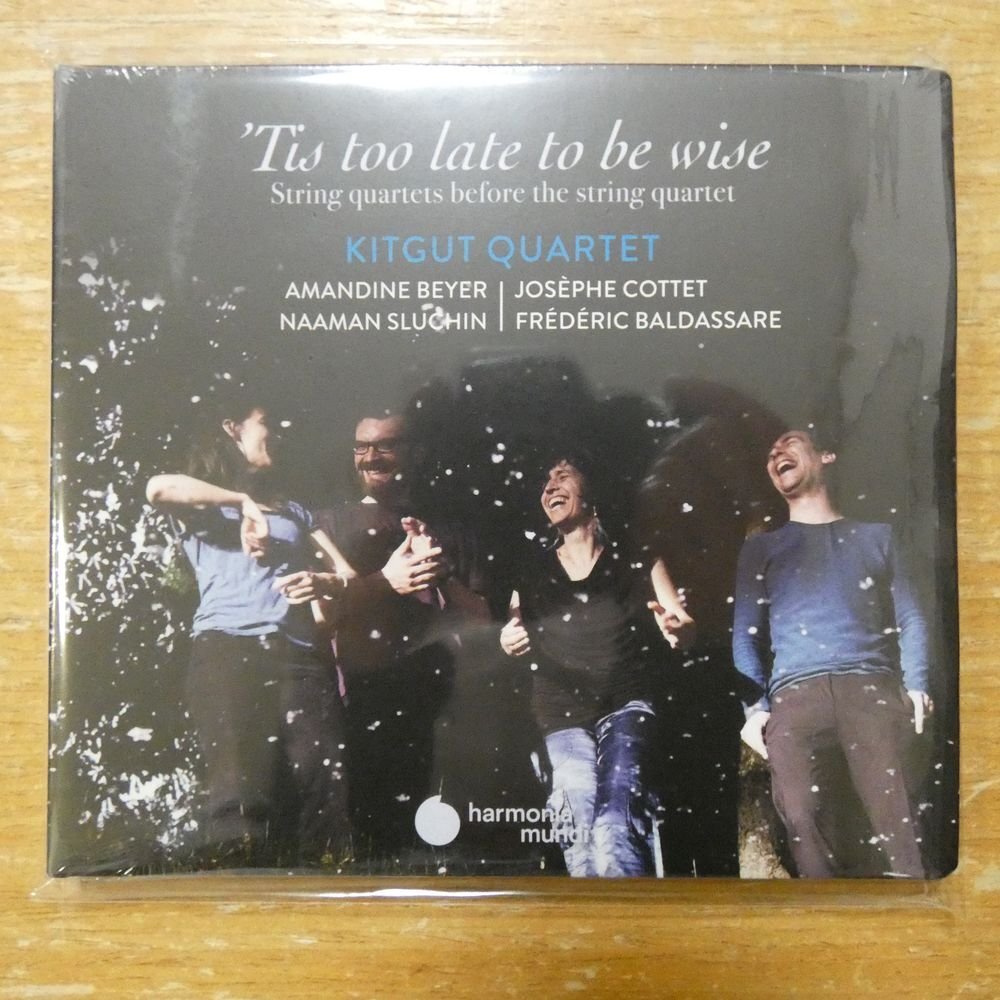 'Tis too late to be wise
String quartets before the string quartet
KITGUT QUARTET
AMANDINE BEYER | JOSÈPHE COTTET
NAAMAN SLUCHIN | FRÉDÉRIC BALDASSARE
harmonia
mundi